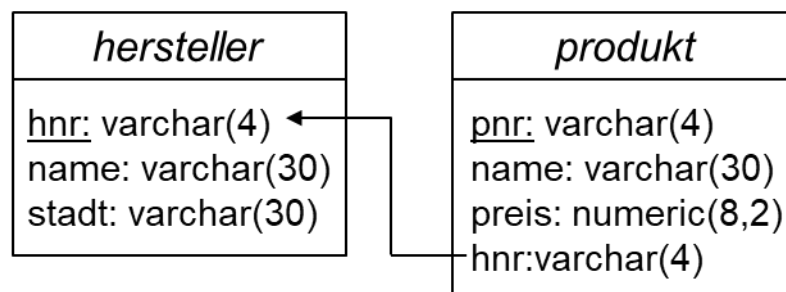 hersteller
hnr: varchar(4)
name: varchar(30)
stadt: varchar(30)
produkt
pnr: varchar(4)
name: varchar(30)
preis: numeric(8,2)
hnr:varchar(4)